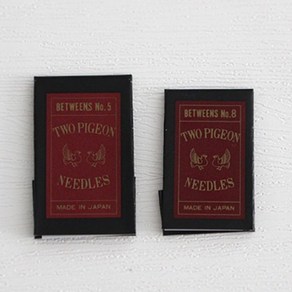 BETWEENS No. 5
TWO PIGEON
NEEDLES
MADE IN JAPAN
BETWEENS No. 8
TWO PIGEON
NEEDLES
MADE IN JAPAN